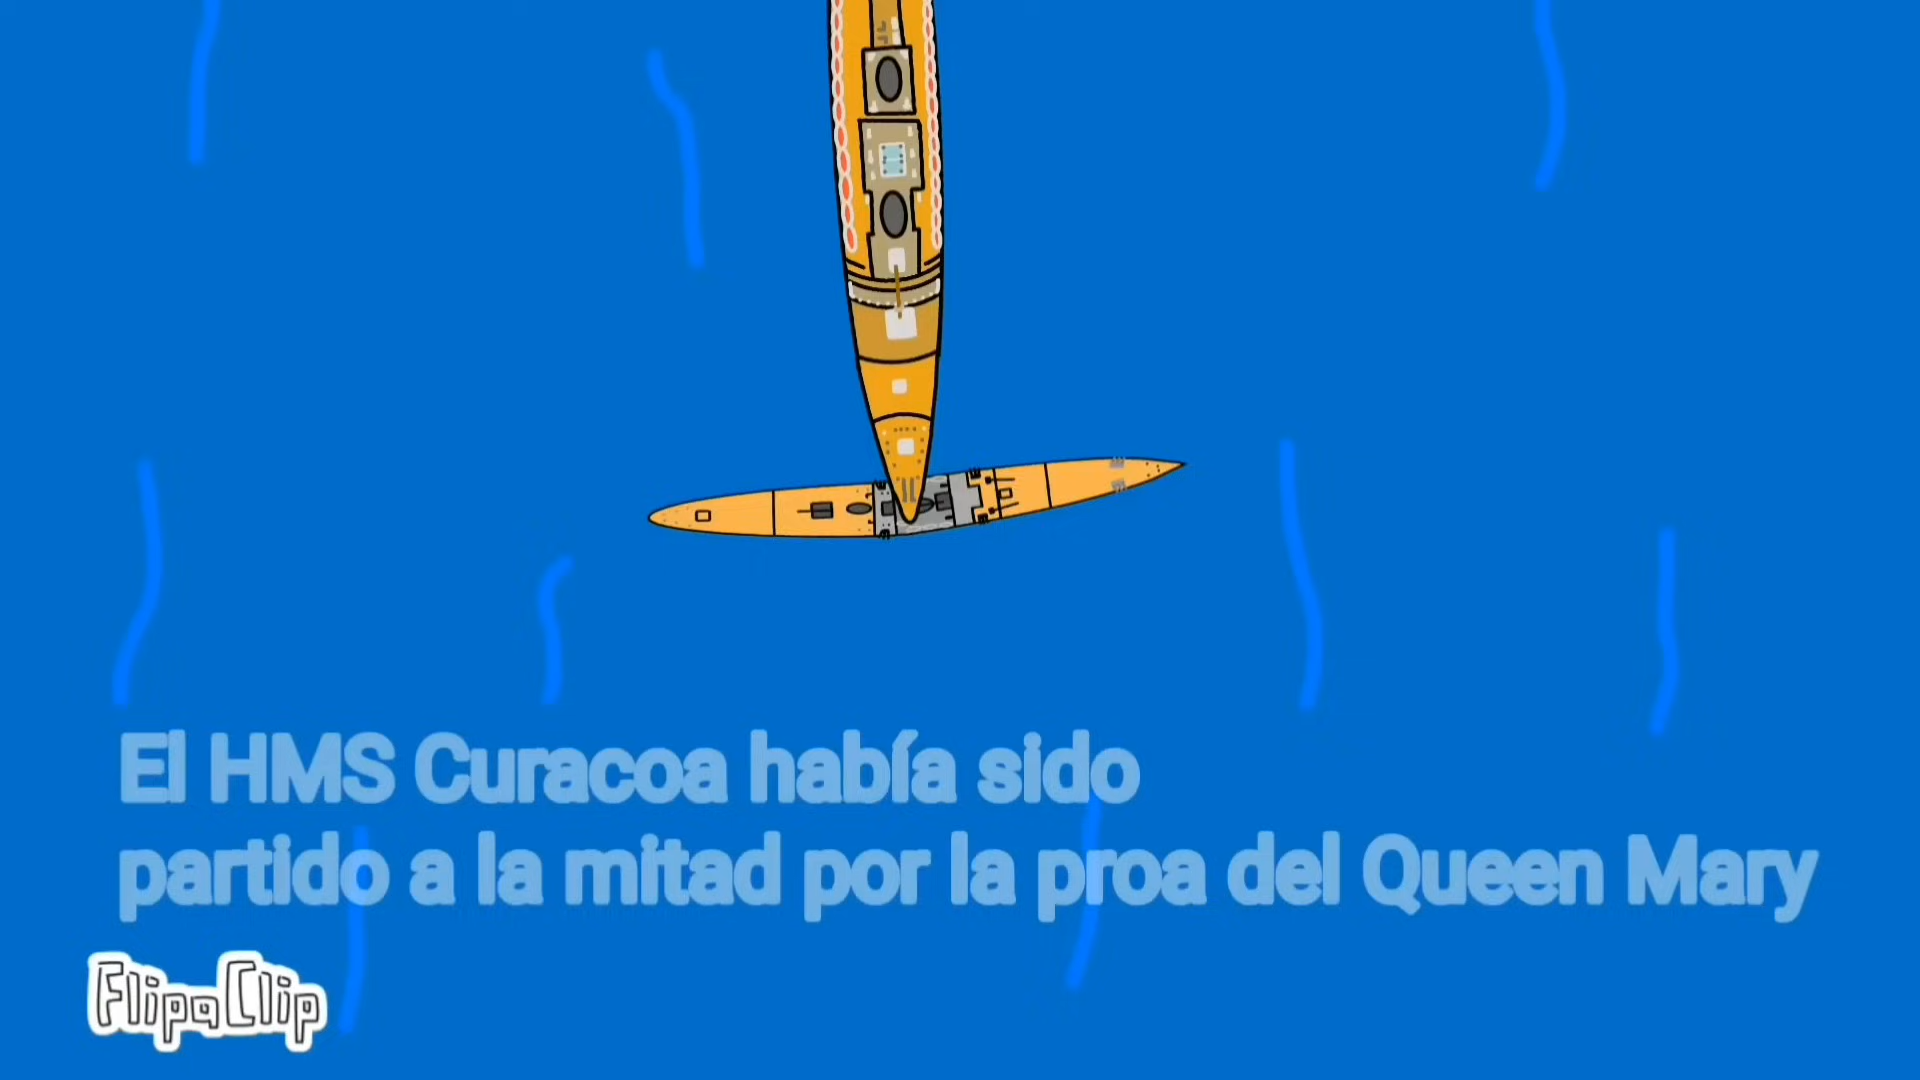 El HMS Curacoa había sido
partido a la mitad por la proa del Queen Mary
FlipaClip